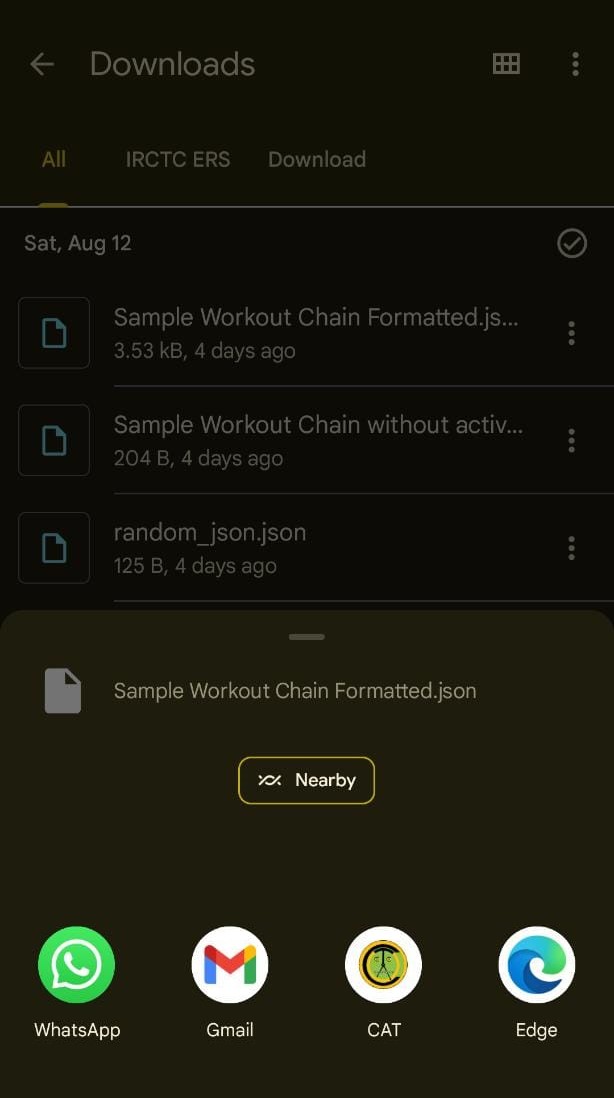 Downloads
All IRCTC ERS Download
Sat, Aug 12
Sample Workout Chain Formatted.js...
3.53 kB, 4 days ago
Sample Workout Chain without activ...
204 B, 4 days ago
random_json.json
125 B, 4 days ago
Sample Workout Chain Formatted.json
Nearby
WhatsApp Gmail CAT Edge